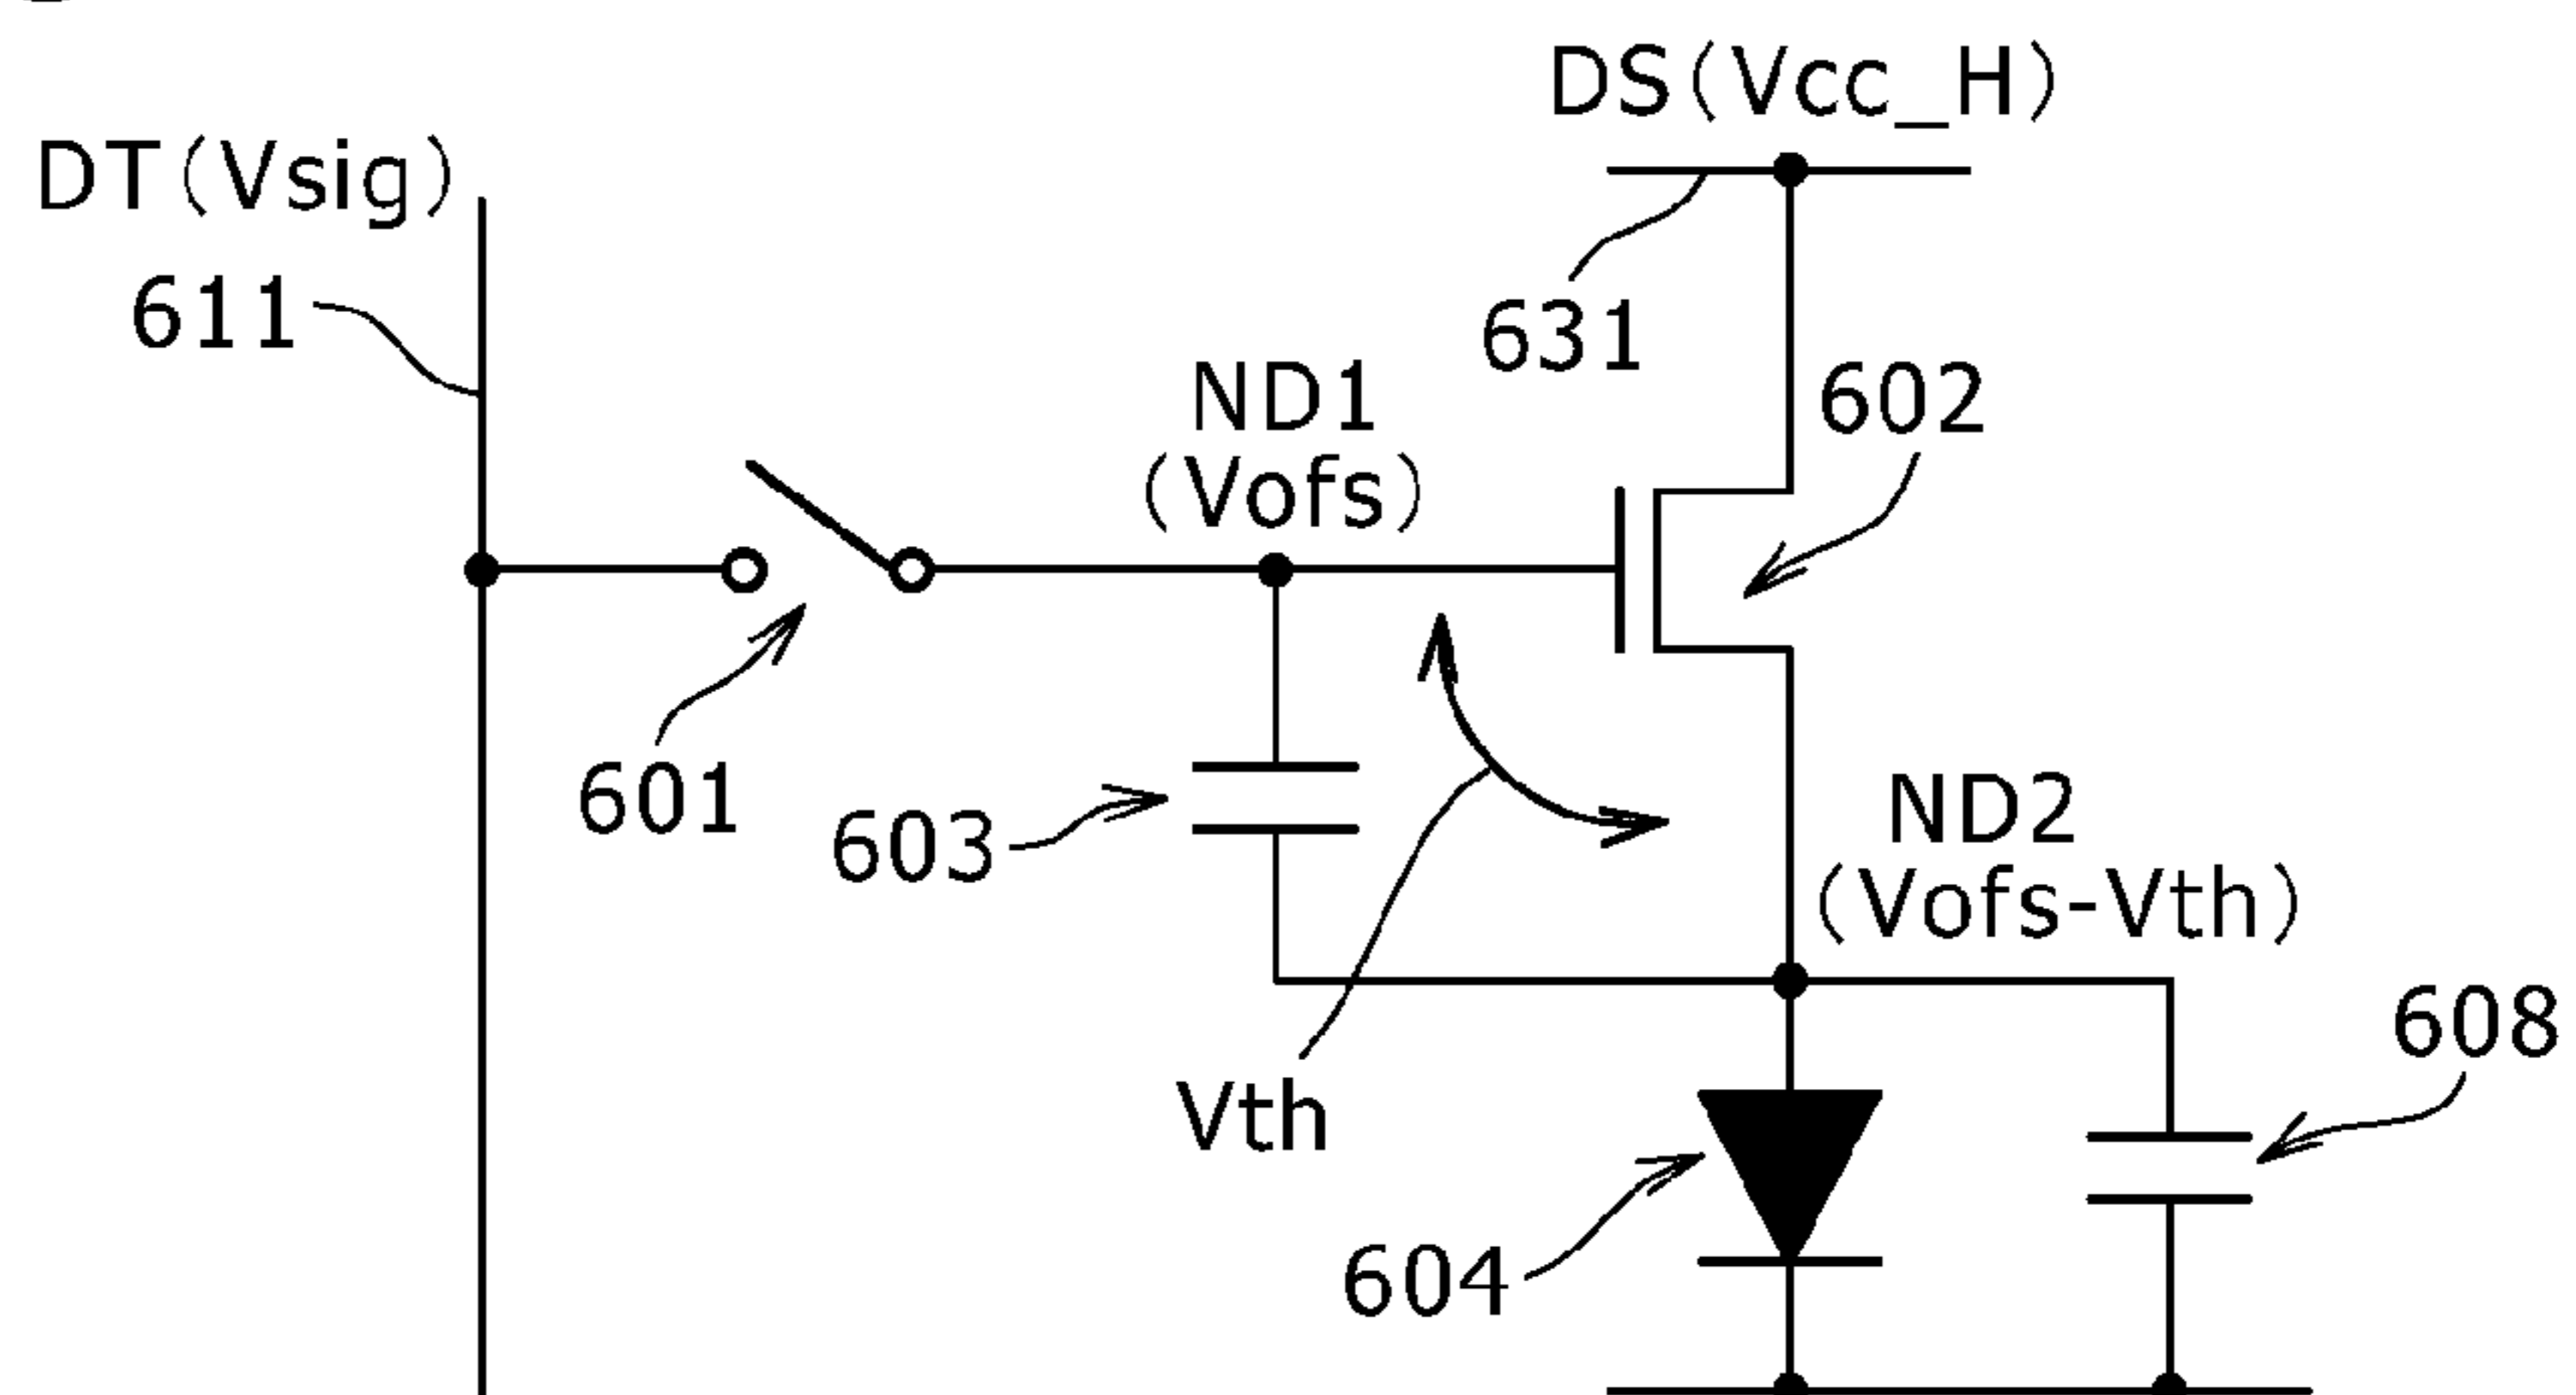 DS(Vcc_H)
DT(Vsig)
611
631
ND1
(Vofs)
602
601
603
ND2
(Vofs-Vth)
608
Vth
604